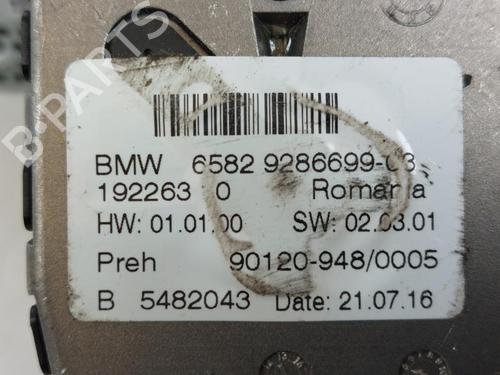 BMW 6582 9286699-03
192263 0 Romania
HW: 01.01.00 SW: 02.03.01
Preh 90120-948/0005
B 5482043 Date: 21.07.16
B-PARTS